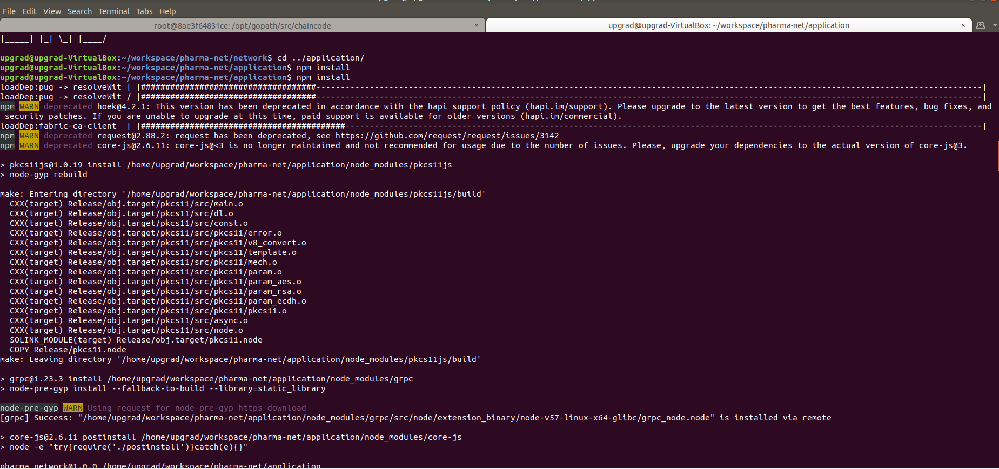 File Edit View Search Terminal Tabs Help
root@8ae3f64831ce: /opt/gopath/src/chaincode × upgrad@upgrad-VirtualBox: ~/workspace/pharma-net/application ×
|_____| |_| \_| |____/
upgrad@upgrad-VirtualBox:~/workspace/pharma-net/network$ cd ../application/
upgrad@upgrad-VirtualBox:~/workspace/pharma-net/application$ npm install
upgrad@upgrad-VirtualBox:~/workspace/pharma-net/application$ npm install
loadDep:pug -> resolveWit | |####################################-----------------------------------------------------------------------------------------------------------------------------------------|
loadDep:pug -> resolveWit / |####################################-----------------------------------------------------------------------------------------------------------------------------------------|
npm WARN deprecated hoek@4.2.1: This version has been deprecated in accordance with the hapi support policy (hapi.im/support). Please upgrade to the latest version to get the best features, bug fixes, and
security patches. If you are unable to upgrade at this time, paid support is available for older versions (hapi.im/commercial).
loadDep:fabric-ca-client | |##########################################-----------------------------------------------------------------------------------------------------------------------------------|
npm WARN deprecated request@2.88.2: request has been deprecated, see https://github.com/request/request/issues/3142
npm WARN deprecated core-js@2.6.11: core-js@<3 is no longer maintained and not recommended for usage due to the number of issues. Please, upgrade your dependencies to the actual version of core-js@3.
> pkcs11js@1.0.19 install /home/upgrad/workspace/pharma-net/application/node_modules/pkcs11js
> node-gyp rebuild
make: Entering directory '/home/upgrad/workspace/pharma-net/application/node_modules/pkcs11js/build'
CXX(target) Release/obj.target/pkcs11/src/main.o
CXX(target) Release/obj.target/pkcs11/src/dl.o
CXX(target) Release/obj.target/pkcs11/src/const.o
CXX(target) Release/obj.target/pkcs11/src/pkcs11/error.o
CXX(target) Release/obj.target/pkcs11/src/pkcs11/v8_convert.o
CXX(target) Release/obj.target/pkcs11/src/pkcs11/template.o
CXX(target) Release/obj.target/pkcs11/src/pkcs11/mech.o
CXX(target) Release/obj.target/pkcs11/src/pkcs11/param.o
CXX(target) Release/obj.target/pkcs11/src/pkcs11/param_aes.o
CXX(target) Release/obj.target/pkcs11/src/pkcs11/param_rsa.o
CXX(target) Release/obj.target/pkcs11/src/pkcs11/param_ecdh.o
CXX(target) Release/obj.target/pkcs11/src/pkcs11/pkcs11.o
CXX(target) Release/obj.target/pkcs11/src/async.o
CXX(target) Release/obj.target/pkcs11/src/node.o
SOLINK_MODULE(target) Release/obj.target/pkcs11.node
COPY Release/pkcs11.node
make: Leaving directory '/home/upgrad/workspace/pharma-net/application/node_modules/pkcs11js/build'
> grpc@1.23.3 install /home/upgrad/workspace/pharma-net/application/node_modules/grpc
> node-pre-gyp install --fallback-to-build --library=static_library
node-pre-gyp WARN Using request for node-pre-gyp https download
[grpc] Success: "/home/upgrad/workspace/pharma-net/application/node_modules/grpc/src/node/extension_binary/node-v57-linux-x64-glibc/grpc_node.node" is installed via remote
> core-js@2.6.11 postinstall /home/upgrad/workspace/pharma-net/application/node_modules/core-js
> node -e "try{require('./postinstall')}catch(e){}"
pharma_network@1.0.0 /home/upgrad/workspace/pharma-net/application